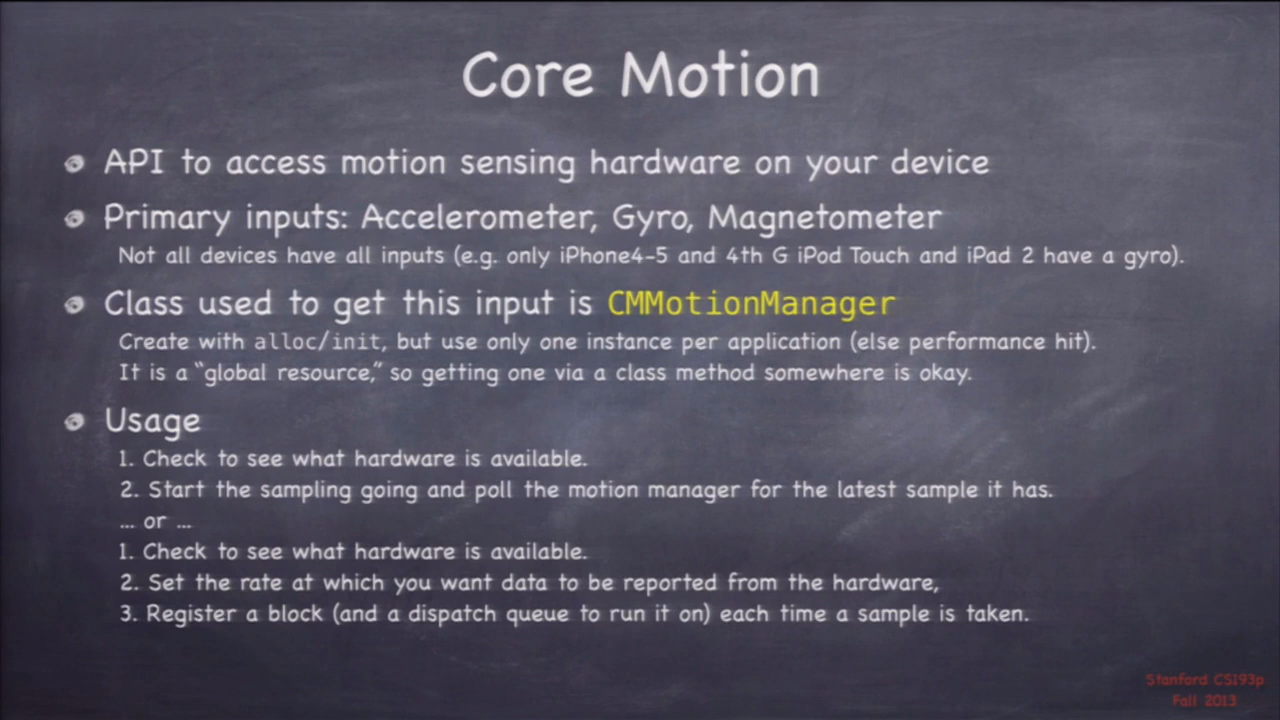 Core Motion
API to access motion sensing hardware on your device
Primary inputs: Accelerometer, Gyro, Magnetometer
Not all devices have all inputs (e.g. only iPhone4-5 and 4th G iPod Touch and iPad 2 have a gyro).
Class used to get this input is CMMotionManager
Create with alloc/init, but use only one instance per application (else performance hit).
It is a “global resource,” so getting one via a class method somewhere is okay.
Usage
1. Check to see what hardware is available.
2. Start the sampling going and poll the motion manager for the latest sample it has.
... or ...
1. Check to see what hardware is available.
2. Set the rate at which you want data to be reported from the hardware,
3. Register a block (and a dispatch queue to run it on) each time a sample is taken.
Stanford CS193p
Fall 2013